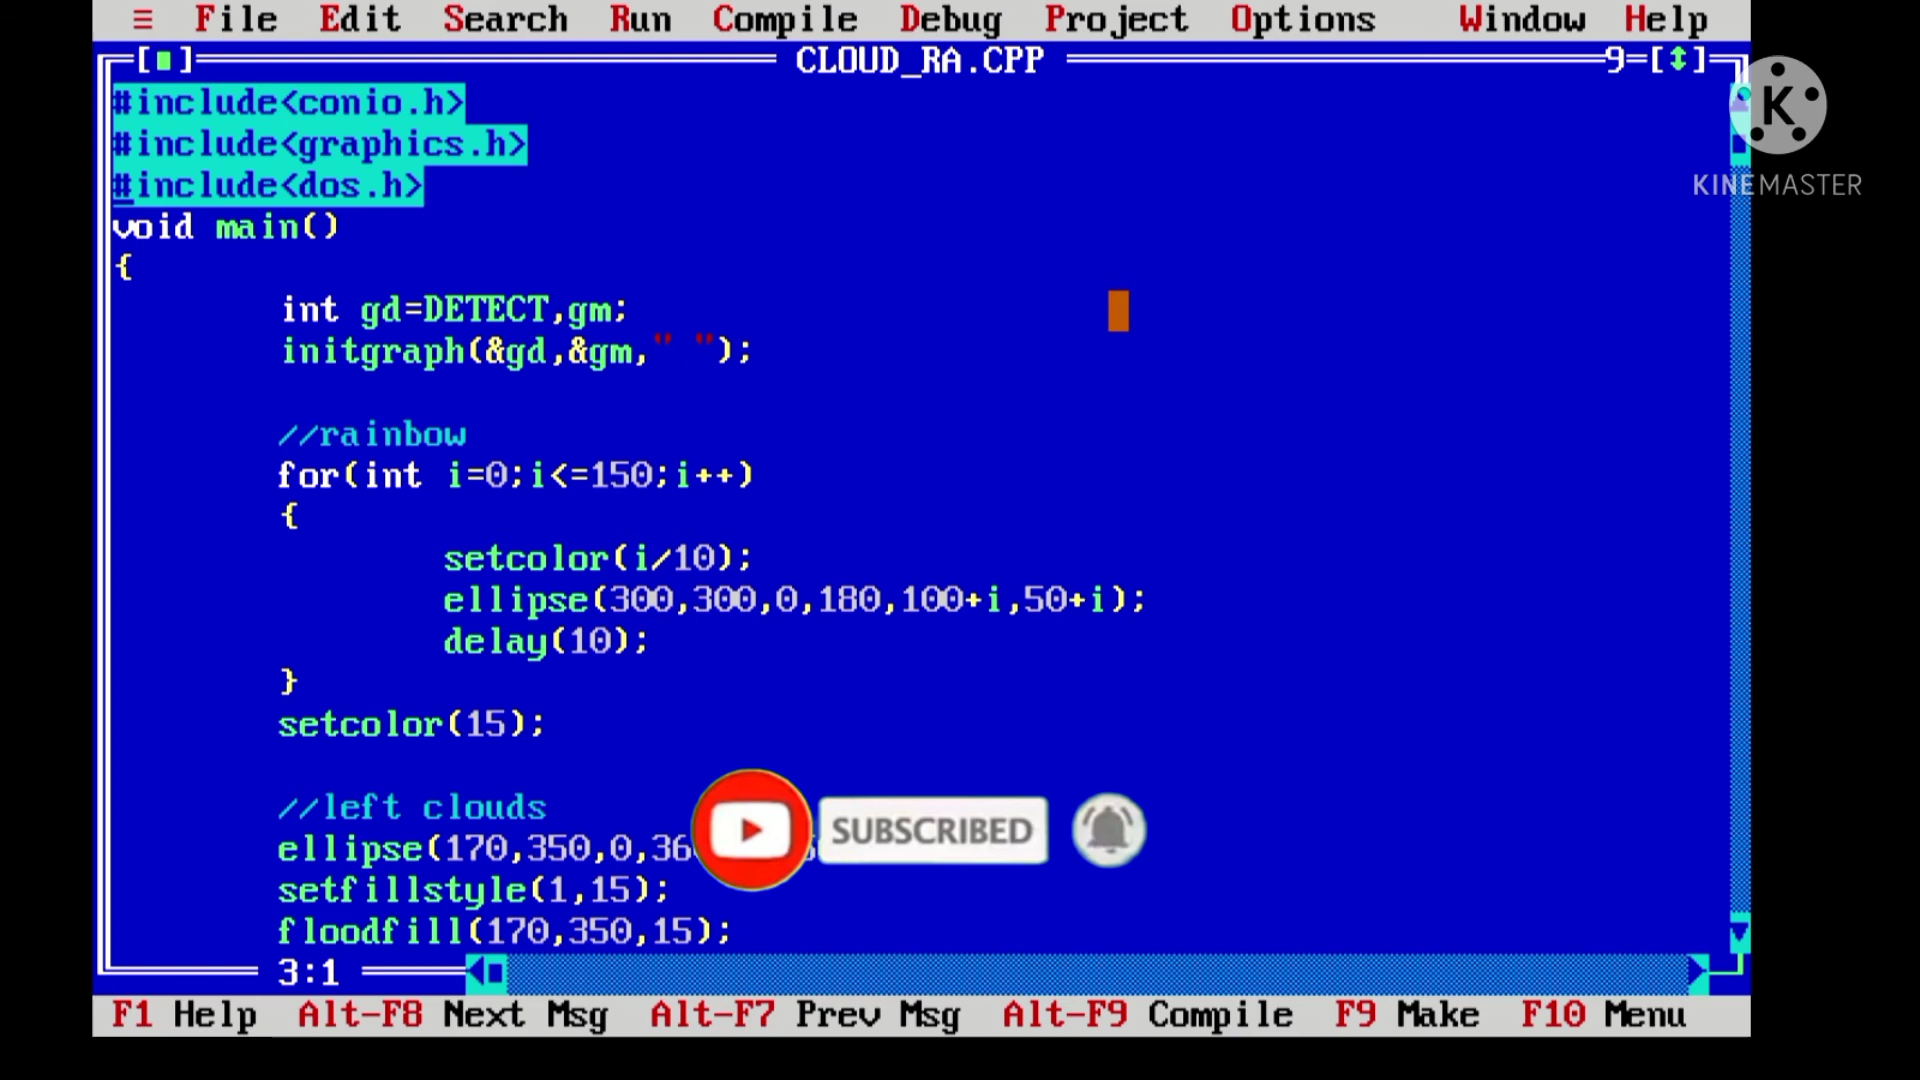 ≡ File Edit Search Run Compile Debug Project Options Window Help
[■] CLOUD_RA.CPP 9=[↕]
#include<conio.h>
#include<graphics.h>
#include<dos.h>
void main()
{
int gd=DETECT,gm;
initgraph(&gd,&gm," ");
//rainbow
for(int i=0;i<=150;i++)
{
setcolor(i/10);
ellipse(300,300,0,180,100+i,50+i);
delay(10);
}
setcolor(15);
//left clouds
ellipse(170,350,0,36
setfillstyle(1,15);
floodfill(170,350,15);
3:1
F1 Help Alt-F8 Next Msg Alt-F7 Prev Msg Alt-F9 Compile F9 Make F10 Menu
K
KINEMASTER
SUBSCRIBED